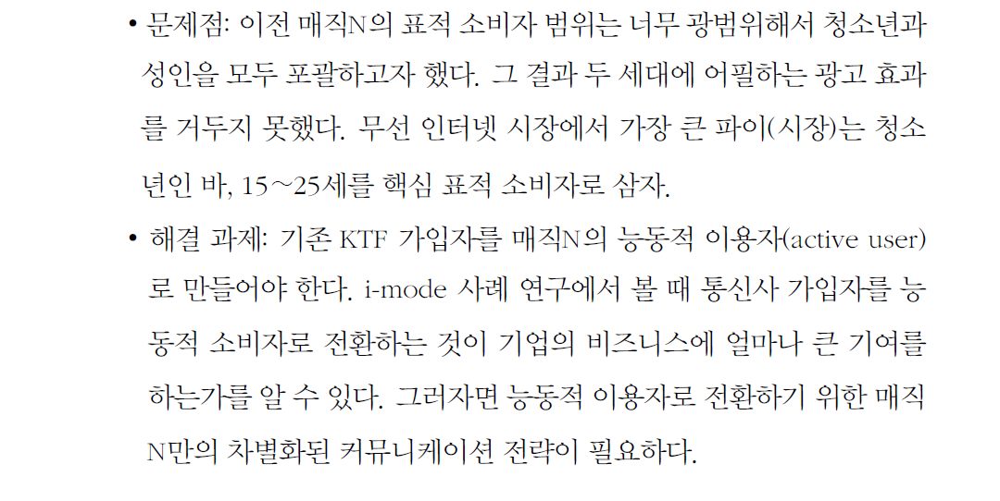 • 문제점: 이전 매직N의 표적 소비자 범위는 너무 광범위해서 청소년과
성인을 모두 포괄하고자 했다. 그 결과 두 세대에 어필하는 광고 효과
를 거두지 못했다. 무선 인터넷 시장에서 가장 큰 파이(시장)는 청소
년인 바, 15~25세를 핵심 표적 소비자로 삼자.
• 해결 과제: 기존 KTF 가입자를 매직N의 능동적 이용자(active user)
로 만들어야 한다. i-mode 사례 연구에서 볼 때 통신사 가입자를 능
동적 소비자로 전환하는 것이 기업의 비즈니스에 얼마나 큰 기여를
하는가를 알 수 있다. 그러자면 능동적 이용자로 전환하기 위한 매직
N만의 차별화된 커뮤니케이션 전략이 필요하다.